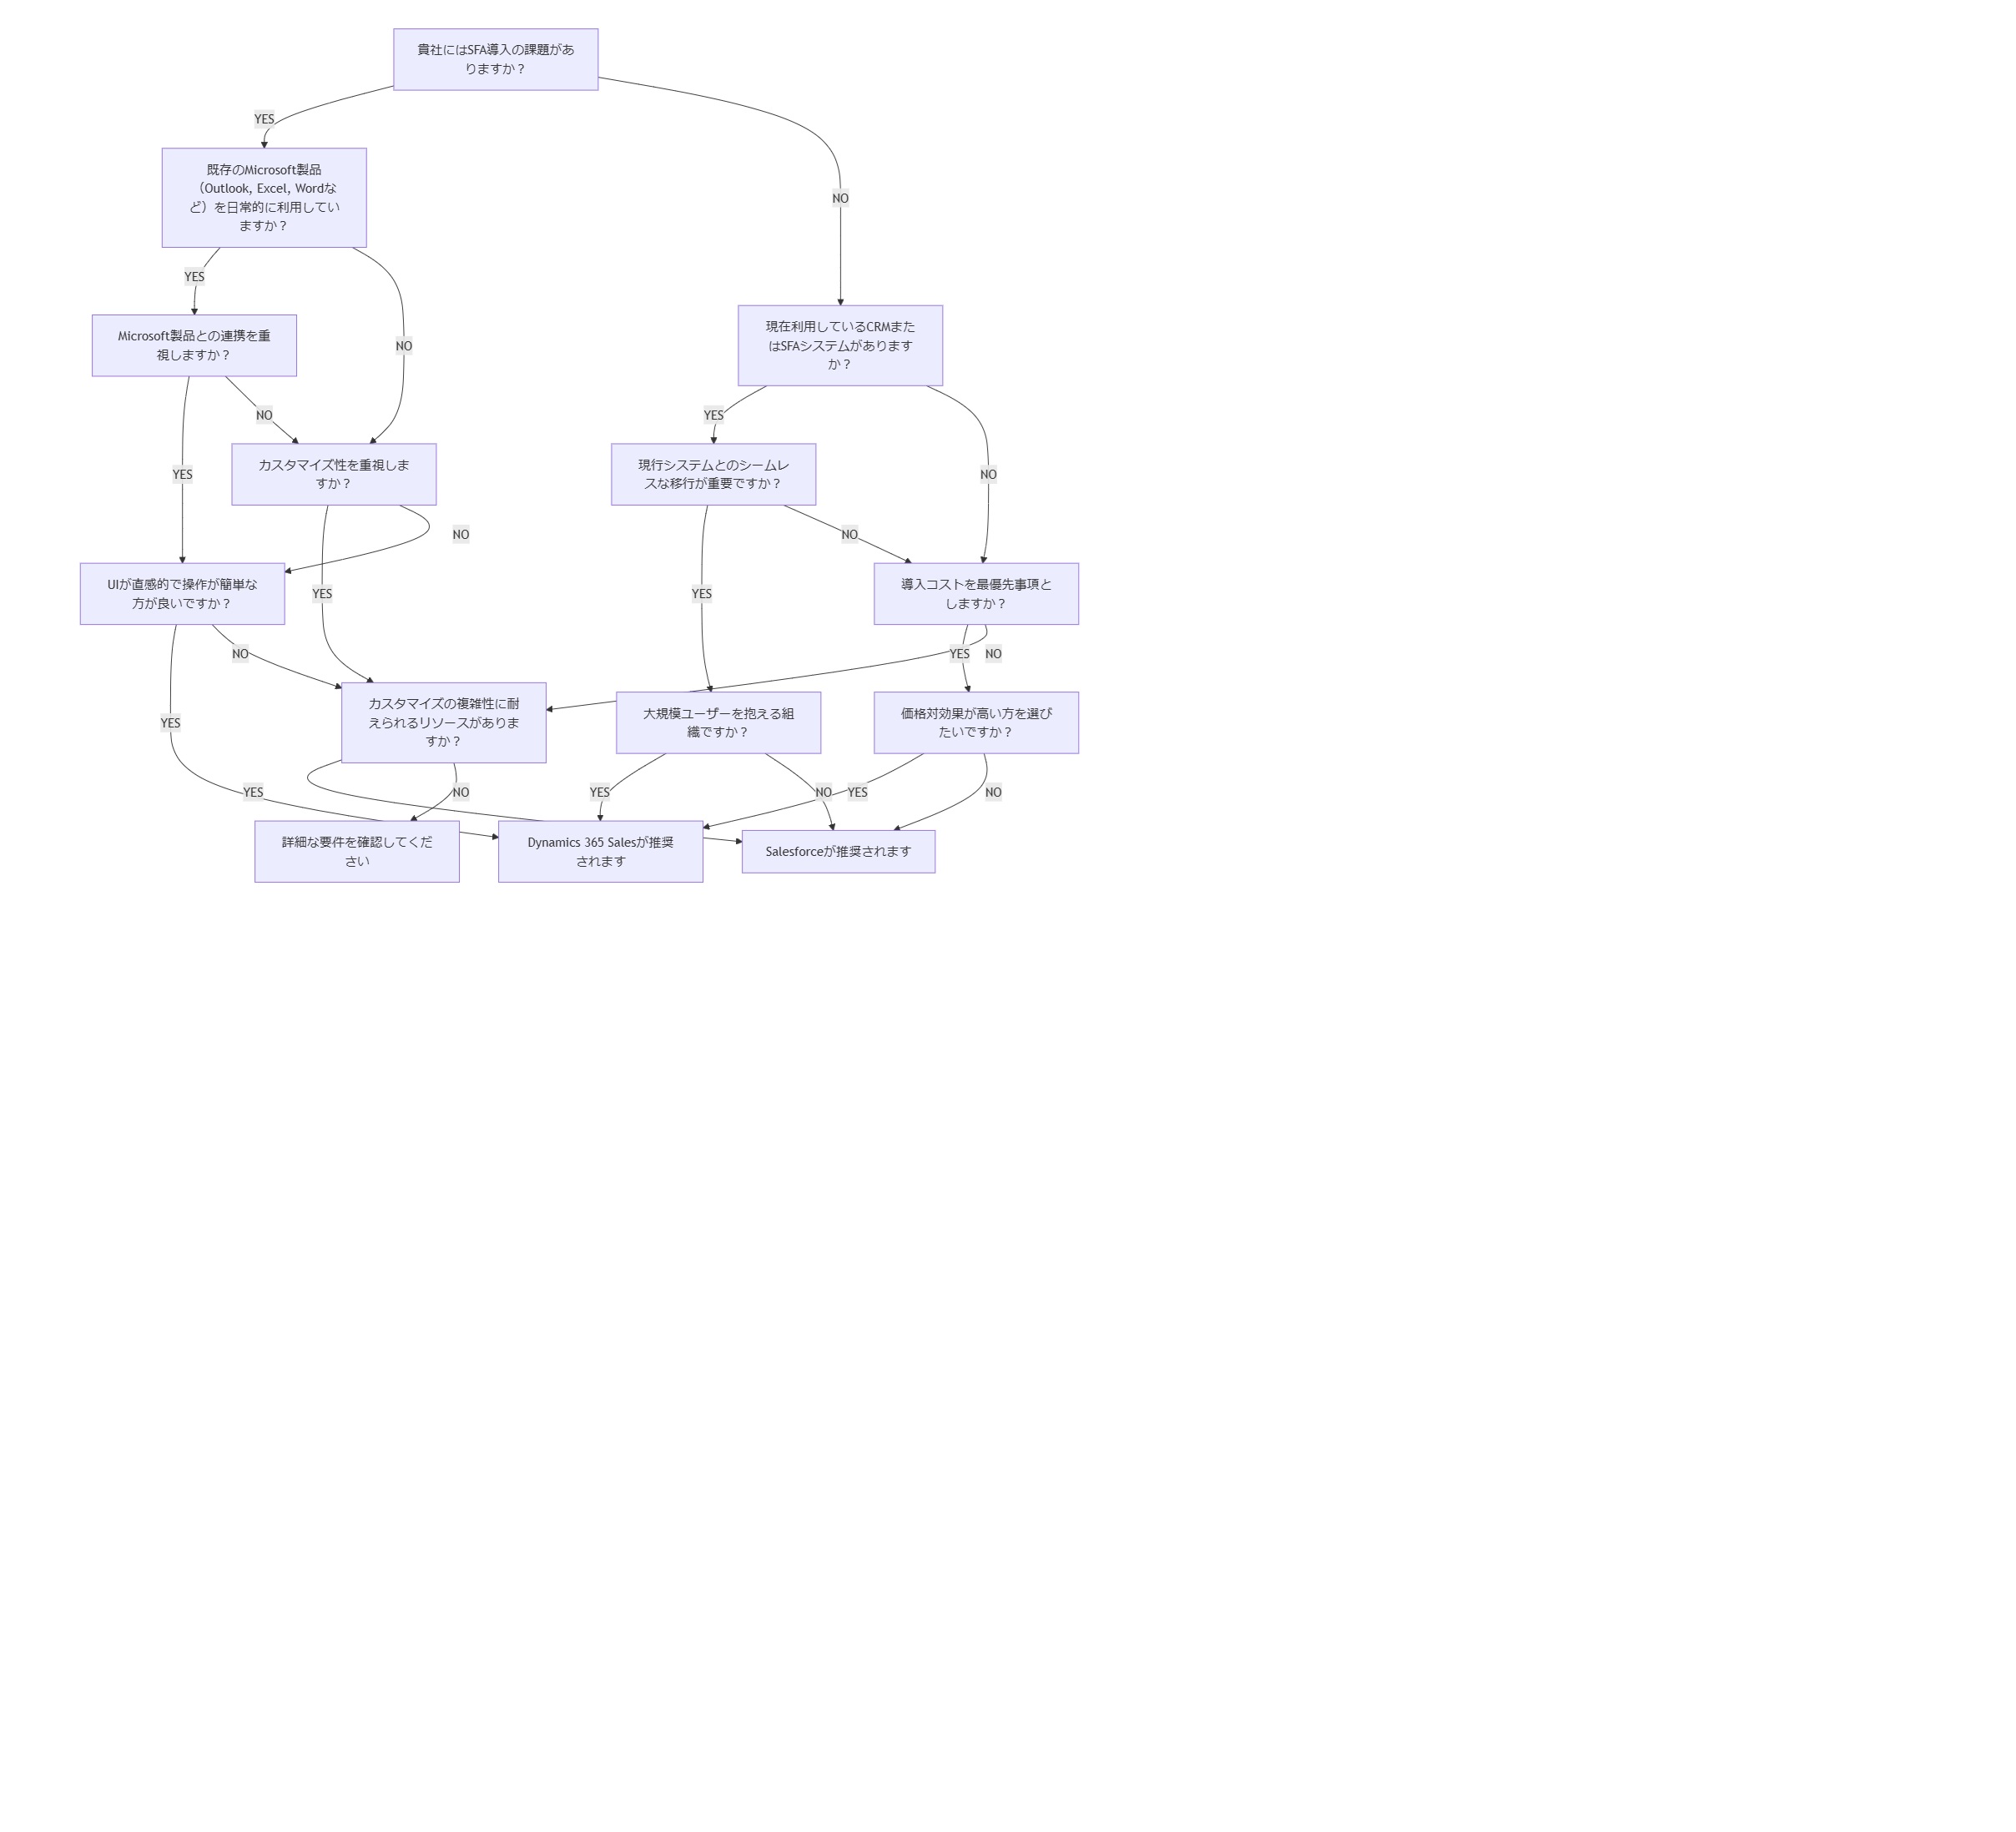 貴社にはSFA導入の課題があ
りますか？
YES
既存のMicrosoft製品
（Outlook, Excel, Wordな
ど）を日常的に利用してい
ますか？
NO
YES
Microsoft製品との連携を重
視しますか？
NO
現在利用しているCRMまた
はSFAシステムがあります
か？
NO
YES
カスタマイズ性を重視しま
すか？
現行システムとのシームレ
スな移行が重要ですか？
YES
NO
NO
NO
UIが直感的で操作が簡単な
方が良いですか？
YES
YES
導入コストを最優先事項と
しますか？
NO
YES
NO
カスタマイズの複雑性に耐
えられるリソースがありま
すか？
大規模ユーザーを抱える組
織ですか？
価格対効果が高い方を選び
たいですか？
YES
YES
NO
YES
NO
YES
NO
詳細な要件を確認してくだ
さい
Dynamics 365 Salesが推奨
されます
Salesforceが推奨されます